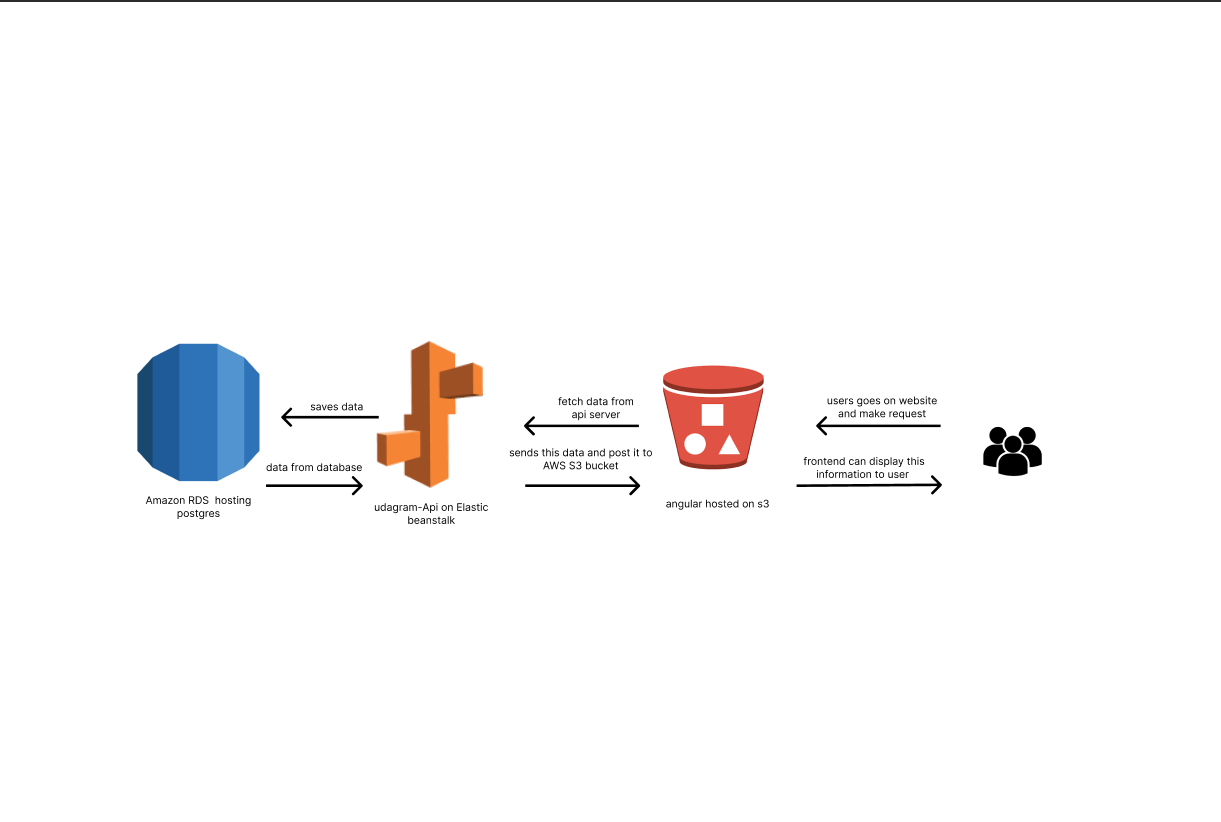 saves data
data from database
Amazon RDS  hosting
postgres
udagram-Api on Elastic
beanstalk
fetch data from
api server
sends this data and post it to
AWS S3 bucket
angular hosted on s3
users goes on website
and make request
frontend can display this
information to user